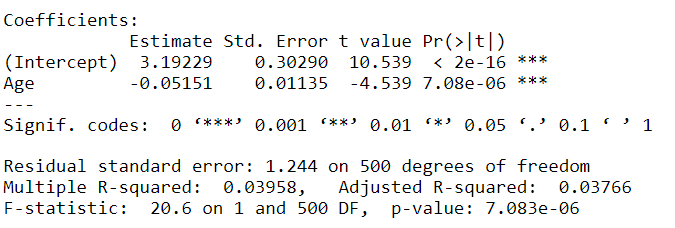 Coefficients:
            Estimate Std. Error t value Pr(>|t|)
(Intercept)  3.19229    0.30290  10.539  < 2e-16 ***
Age         -0.05151    0.01135  -4.539 7.08e-06 ***
---
Signif. codes:  0 ‘***’ 0.001 ‘**’ 0.01 ‘*’ 0.05 ‘.’ 0.1 ‘ ’ 1
Residual standard error: 1.244 on 500 degrees of freedom
Multiple R-squared:  0.03958,	Adjusted R-squared:  0.03766
F-statistic:  20.6 on 1 and 500 DF,  p-value: 7.083e-06